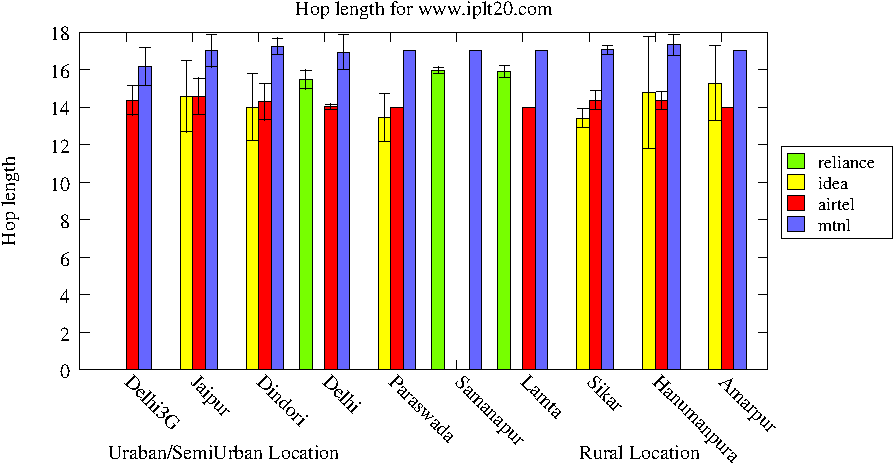 Hop length for www.iplt20.com
18
16
14
12
10
8
6
4
2
0
Hop length
reliance
idea
airtel
mtnl
Delhi3G
Jaipur
Dindori
Delhi
Paraswada
Samanapur
Lamta
Sikar
Hanumanpura
Amarpur
Uraban/SemiUrban Location
Rural Location